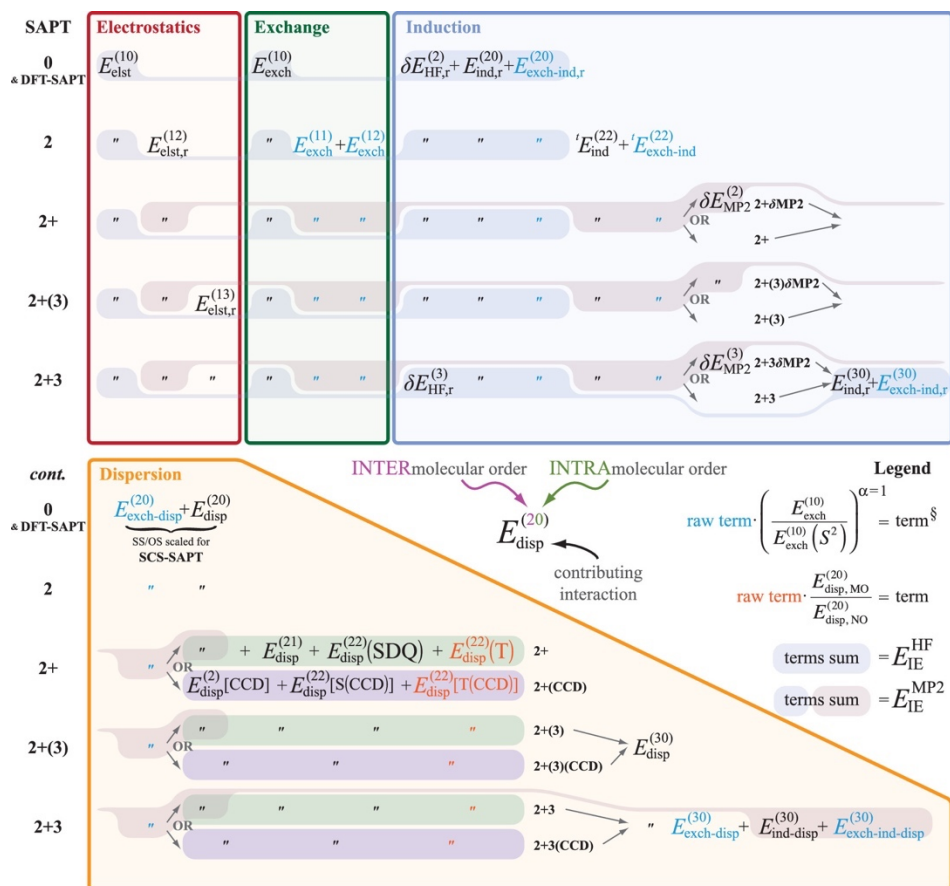 SAPT Electrostatics Exchange Induction
0 & DFT-SAPT E_elst^(10) E_exch^(10) δE_HF,r^(2) + E_ind,r^(20) + E_exch-ind,r^(20)
2 " E_elst,r^(12) " E_exch^(11) + E_exch^(12) " " " ᵗE_ind^(22) + ᵗE_exch-ind^(22)
2+ " " " " " " " " " " OR δE_MP2^(2) 2+δMP2
2+
2+(3) " " E_elst,r^(13) " " " " " " " " OR " 2+(3)δMP2
2+(3)
2+3 " " " " " " δE_HF,r^(3) " " " " OR δE_MP2^(3) 2+3δMP2
2+3 E_ind,r^(30) + E_exch-ind,r^(30)
cont. Dispersion
0 & DFT-SAPT E_exch-disp^(20) + E_disp^(20)
SS/OS scaled for
SCS-SAPT
2 " "
2+ " OR " + E_disp^(21) + E_disp^(22)(SDQ) + E_disp^(22)(T) 2+
E_disp^(2)[CCD] + E_disp^(22)[S(CCD)] + E_disp^(22)[T(CCD)] 2+(CCD)
2+(3) " OR " " " " 2+(3)
" " " 2+(3)(CCD) E_disp^(30)
2+3 " OR " " " " 2+3
" " " 2+3(CCD) " E_exch-disp^(30) + E_ind-disp^(30) + E_exch-ind-disp^(30)
INTERmolecular order INTRAmolecular order
E_disp^(20)
contributing
interaction
Legend
raw term · (E_exch^(10) / E_exch^(10)(S²))^α=1 = term^§
raw term · E_disp,MO^(20) / E_disp,NO^(20) = term
terms sum = E_IE^HF
terms sum = E_IE^MP2